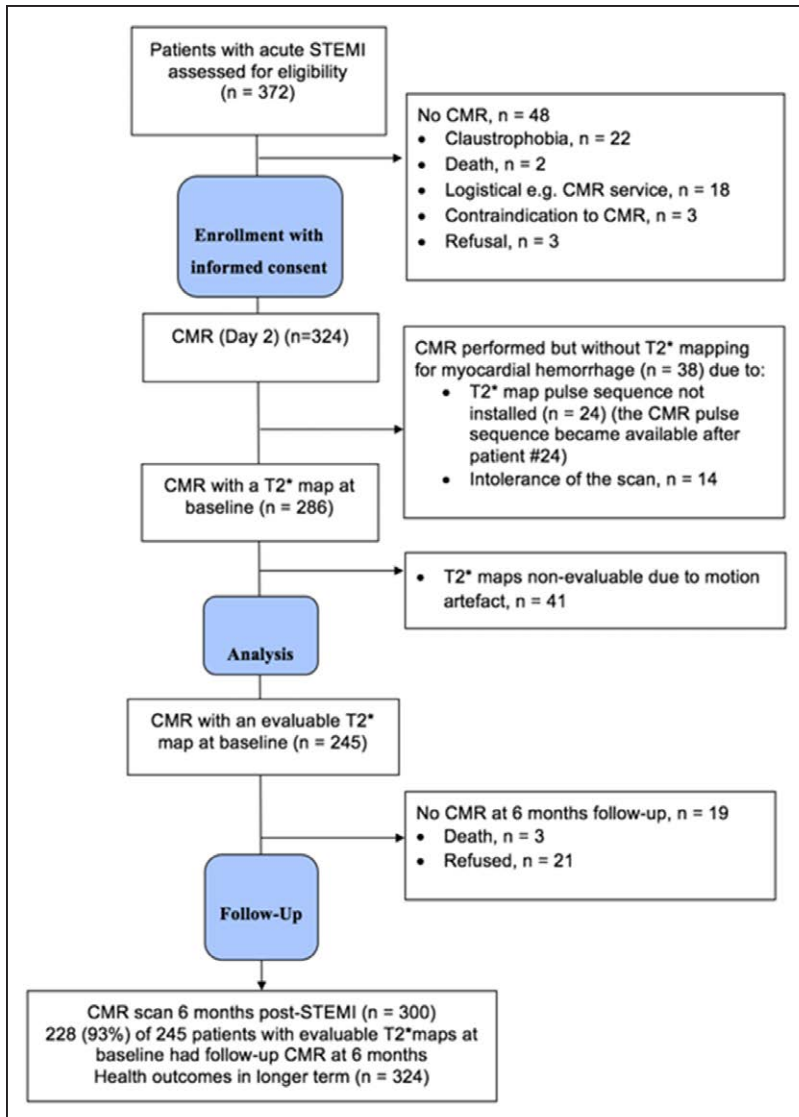 Patients with acute STEMI
assessed for eligibility
(n = 372)
No CMR, n = 48
• Claustrophobia, n = 22
• Death, n = 2
• Logistical e.g. CMR service, n = 18
• Contraindication to CMR, n = 3
• Refusal, n = 3
Enrollment with
informed consent
CMR (Day 2) (n=324)
CMR performed but without T2* mapping
for myocardial hemorrhage (n = 38) due to:
• T2* map pulse sequence not
installed (n = 24) (the CMR pulse
sequence became available after
patient #24)
• Intolerance of the scan, n = 14
CMR with a T2* map at
baseline (n = 286)
• T2* maps non-evaluable due to motion
artefact, n = 41
Analysis
CMR with an evaluable T2*
map at baseline (n = 245)
No CMR at 6 months follow-up, n = 19
• Death, n = 3
• Refused, n = 21
Follow-Up
CMR scan 6 months post-STEMI (n = 300)
228 (93%) of 245 patients with evaluable T2*maps at
baseline had follow-up CMR at 6 months
Health outcomes in longer term (n = 324)